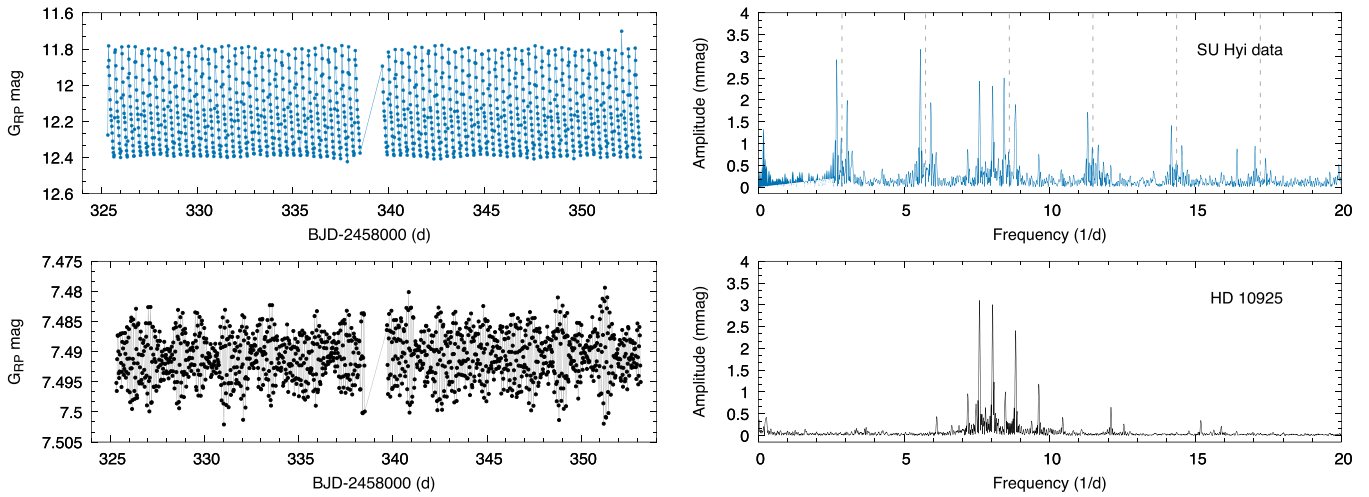 11.6
11.8
12
12.2
12.4
12.6
G_RP mag
325 330 335 340 345 350
BJD-2458000 (d)
4
3.5
3
2.5
2
1.5
1
0.5
0
Amplitude (mmag)
SU Hyi data
0 5 10 15 20
Frequency (1/d)
7.475
7.48
7.485
7.49
7.495
7.5
7.505
G_RP mag
325 330 335 340 345 350
BJD-2458000 (d)
4
3.5
3
2.5
2
1.5
1
0.5
0
Amplitude (mmag)
HD 10925
0 5 10 15 20
Frequency (1/d)